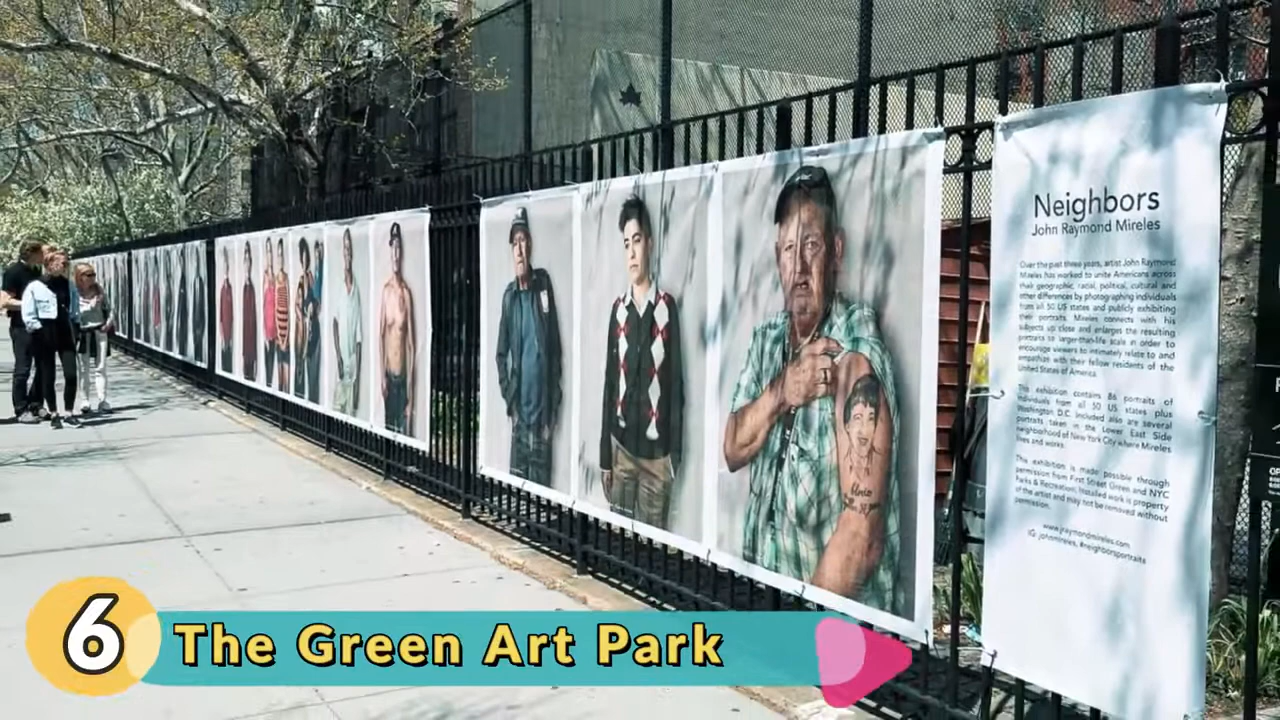 Neighbors
John Raymond Mireles
Over the past three years, artist John Raymond
Mireles has worked to unite Americans across
their geographic, racial, political, cultural and
other differences by photographing individuals
from all 50 US states and publicly exhibiting
their portraits. Mireles connects with his
subjects up close and enlarges the resulting
portraits to larger-than-life scale in order to
encourage viewers to intimately relate to and
empathize with their fellow residents of the
United States of America.
This exhibition contains 86 portraits of
individuals from all 50 US states plus
Washington D.C. Included also are several
portraits taken in the Lower East Side
neighborhood of New York City where Mireles
lives and works.
This exhibition is made possible through
permission from First Street Green and NYC
Parks & Recreation. Installed work is property
of the artist and may not be removed without
permission.
www.jraymondmireles.com
IG: johnmireles, #neighborsportraits
6
The Green Art Park